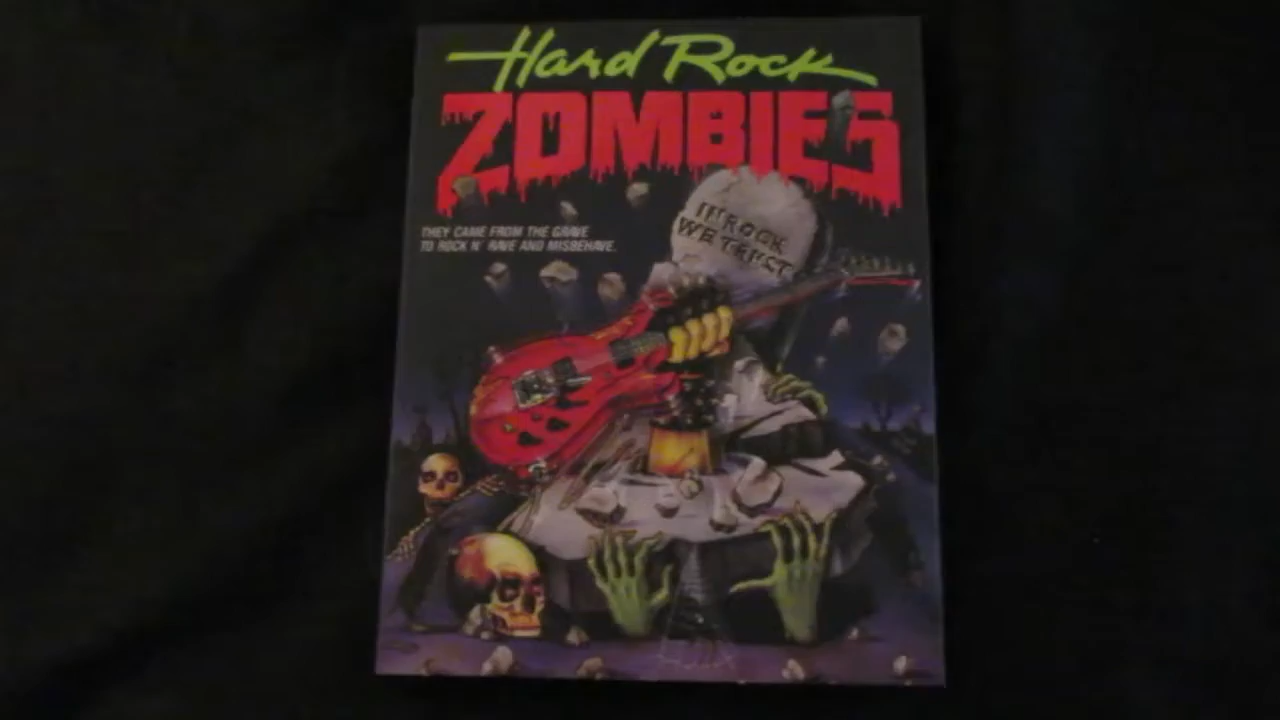 Hard Rock
ZOMBIES
IN ROCK
WE TRUST
THEY CAME FROM THE GRAVE
TO ROCK N' RAVE AND MISBEHAVE.